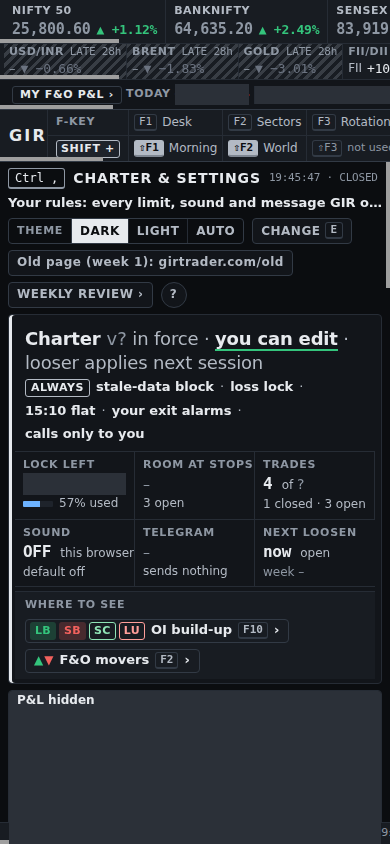 NIFTY 50 BANKNIFTY SENSEX
25,800.60 ▲ +1.12% 64,635.20 ▲ +2.49% 83,919
USD/INR LATE 28h BRENT LATE 28h GOLD LATE 28h FII/DII
– ▼ −0.66% – ▼ −1.83% – ▼ −3.01% FII +10
MY F&O P&L › TODAY
F-KEY F1 Desk F2 Sectors F3 Rotation
GIR
SHIFT + ⇧F1 Morning ⇧F2 World ⇧F3 not used
Ctrl , CHARTER & SETTINGS 19:45:47 · CLOSED
Your rules: every limit, sound and message GIR o…
THEME DARK LIGHT AUTO CHANGE E
Old page (week 1): girtrader.com/old
WEEKLY REVIEW › ?
Charter v? in force · you can edit ·
looser applies next session
ALWAYS stale-data block · loss lock ·
15:10 flat · your exit alarms ·
calls only to you
LOCK LEFT ROOM AT STOPS TRADES
– 4 of ?
57% used 3 open 1 closed · 3 open
SOUND TELEGRAM NEXT LOOSEN
OFF this browser – now open
default off sends nothing week –
WHERE TO SEE
LB SB SC LU OI build-up F10 ›
▲▼ F&O movers F2 ›
P&L hidden